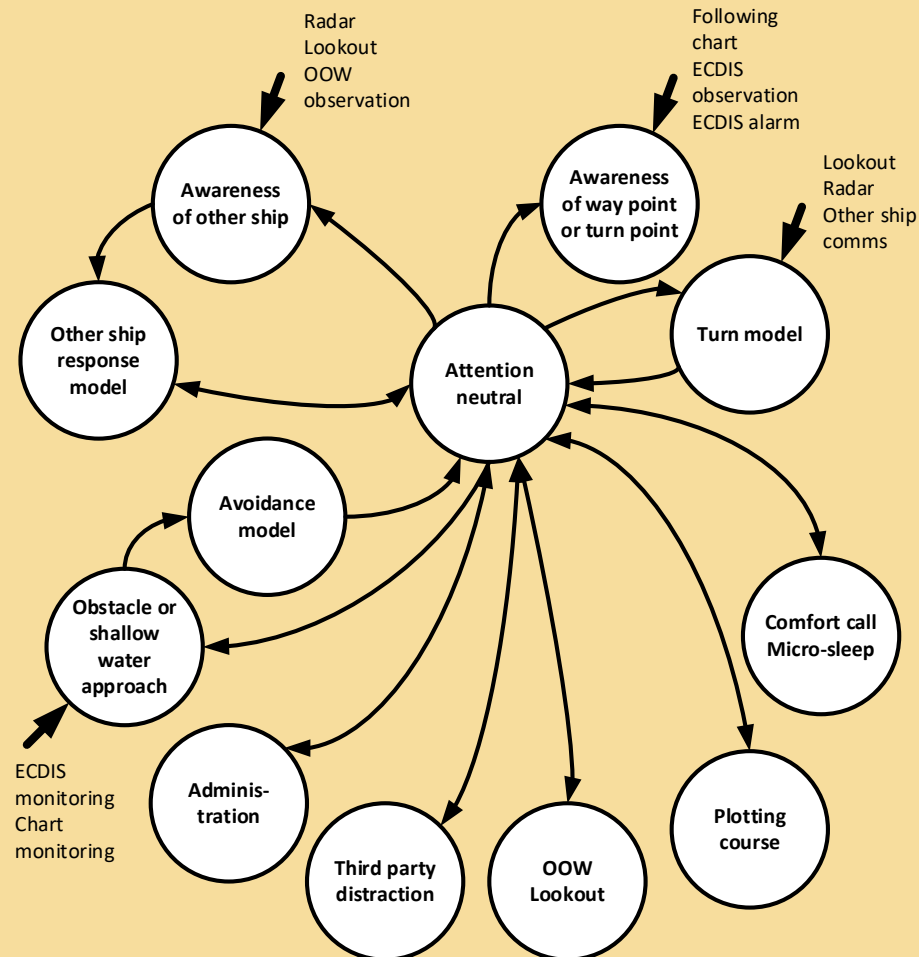 Radar
Lookout
OOW
observation
Following
chart
ECDIS
observation
ECDIS alarm
Awareness
of other ship
Awareness
of way point
or turn point
Lookout
Radar
Other ship
comms
Other ship
response
model
Attention
neutral
Turn model
Avoidance
model
Obstacle or
shallow
water
approach
Comfort call
Micro-sleep
ECDIS
monitoring
Chart
monitoring
Adminis-
tration
Third party
distraction
OOW
Lookout
Plotting
course